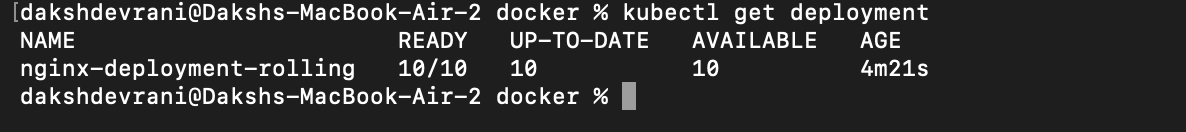 [dakshdevrani@Dakshs-MacBook-Air-2 docker % kubectl get deployment
NAME                       READY   UP-TO-DATE   AVAILABLE   AGE
nginx-deployment-rolling   10/10   10           10          4m21s
dakshdevrani@Dakshs-MacBook-Air-2 docker %